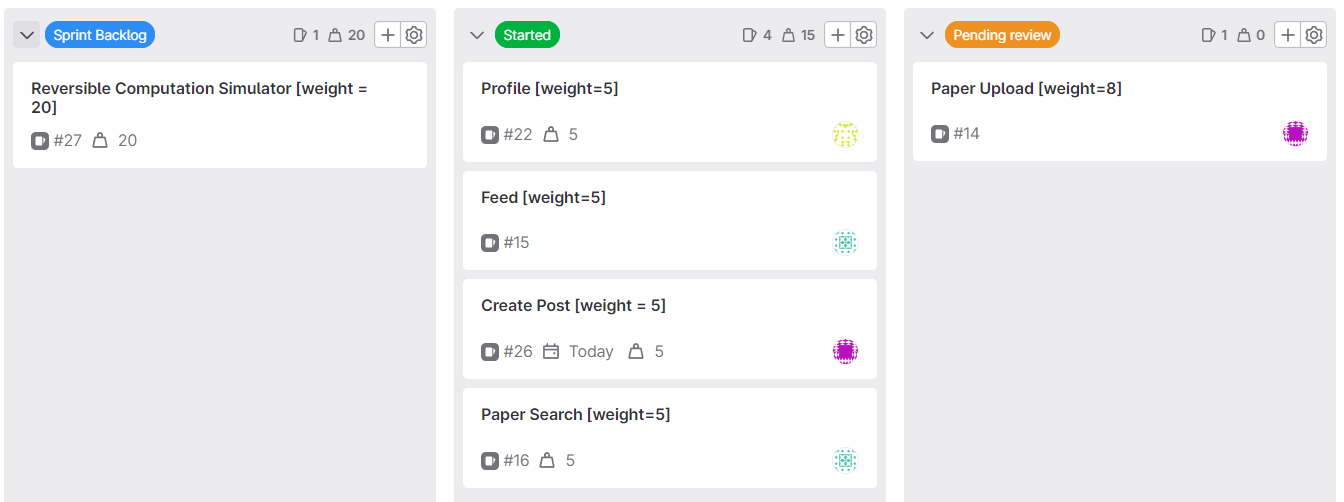 Sprint Backlog 1 20
Reversible Computation Simulator [weight =
20]
#27 20
Started 4 15
Profile [weight=5]
#22 5
Feed [weight=5]
#15
Create Post [weight = 5]
#26 Today 5
Paper Search [weight=5]
#16 5
Pending review 1 0
Paper Upload [weight=8]
#14